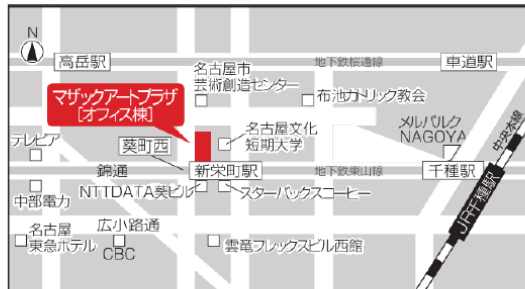 N
高岳駅
地下鉄桜通線
車道駅
名古屋市
芸術創造センター
布池カトリック教会
マザックアートプラザ
[オフィス棟]
メルパルク
NAGOYA
中央本線
テレピア
葵町西
名古屋文化
短期大学
錦通
新栄町駅
地下鉄東山線
千種駅
JR千種駅
中部電力
NTTDATA葵ビル
スターバックスコーヒー
広小路通
名古屋
東急ホテル
CBC
雲竜フレックスビル西館